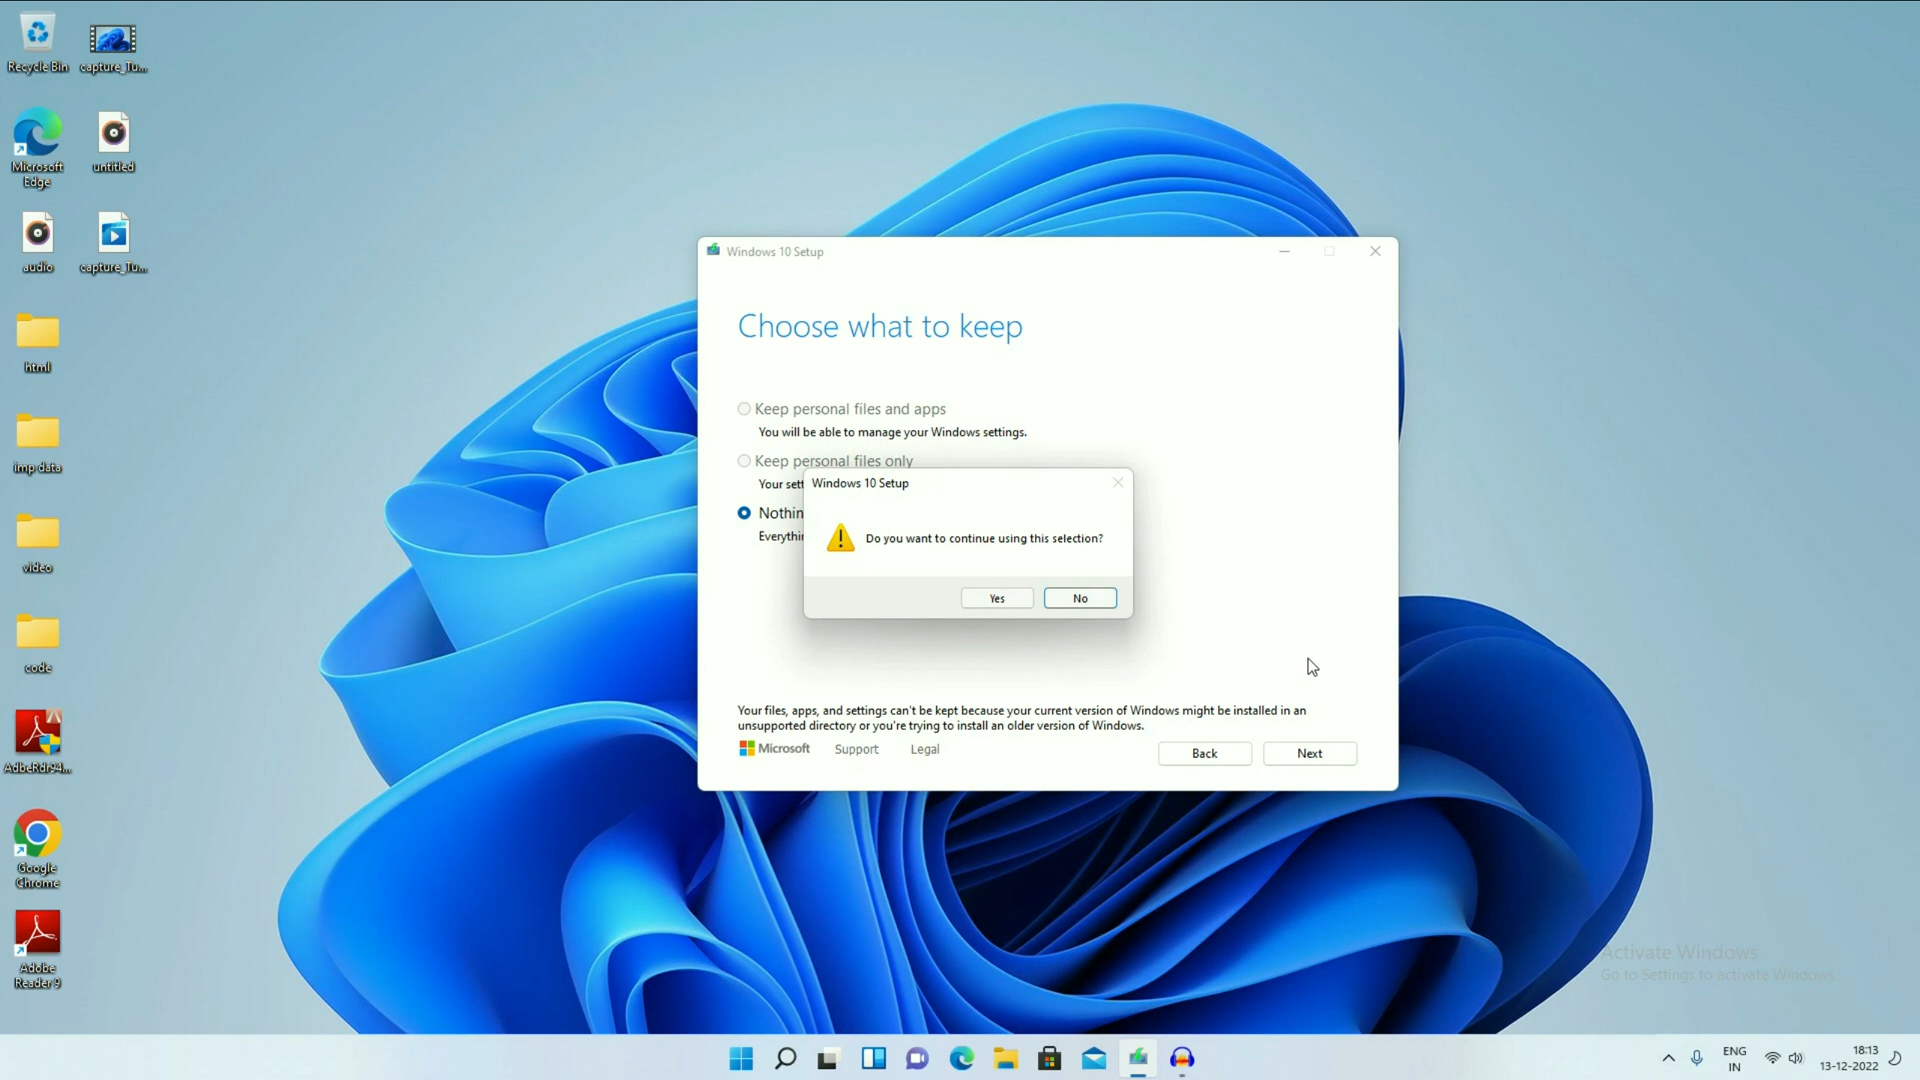 Recycle Bin
capture_Tu...
Microsoft
Edge
untitled
audio
capture_Tu...
html
imp data
video
code
AdbeRdr94...
Google
Chrome
Adobe
Reader 9
Windows 10 Setup
Choose what to keep
Keep personal files and apps
You will be able to manage your Windows settings.
Keep personal files only
Your sett
Nothin
Everythin
Windows 10 Setup
Do you want to continue using this selection?
Yes
No
Your files, apps, and settings can't be kept because your current version of Windows might be installed in an
unsupported directory or you're trying to install an older version of Windows.
Microsoft
Support
Legal
Back
Next
Activate Windows
Go to Settings to activate Windows.
ENG
IN
18:13
13-12-2022